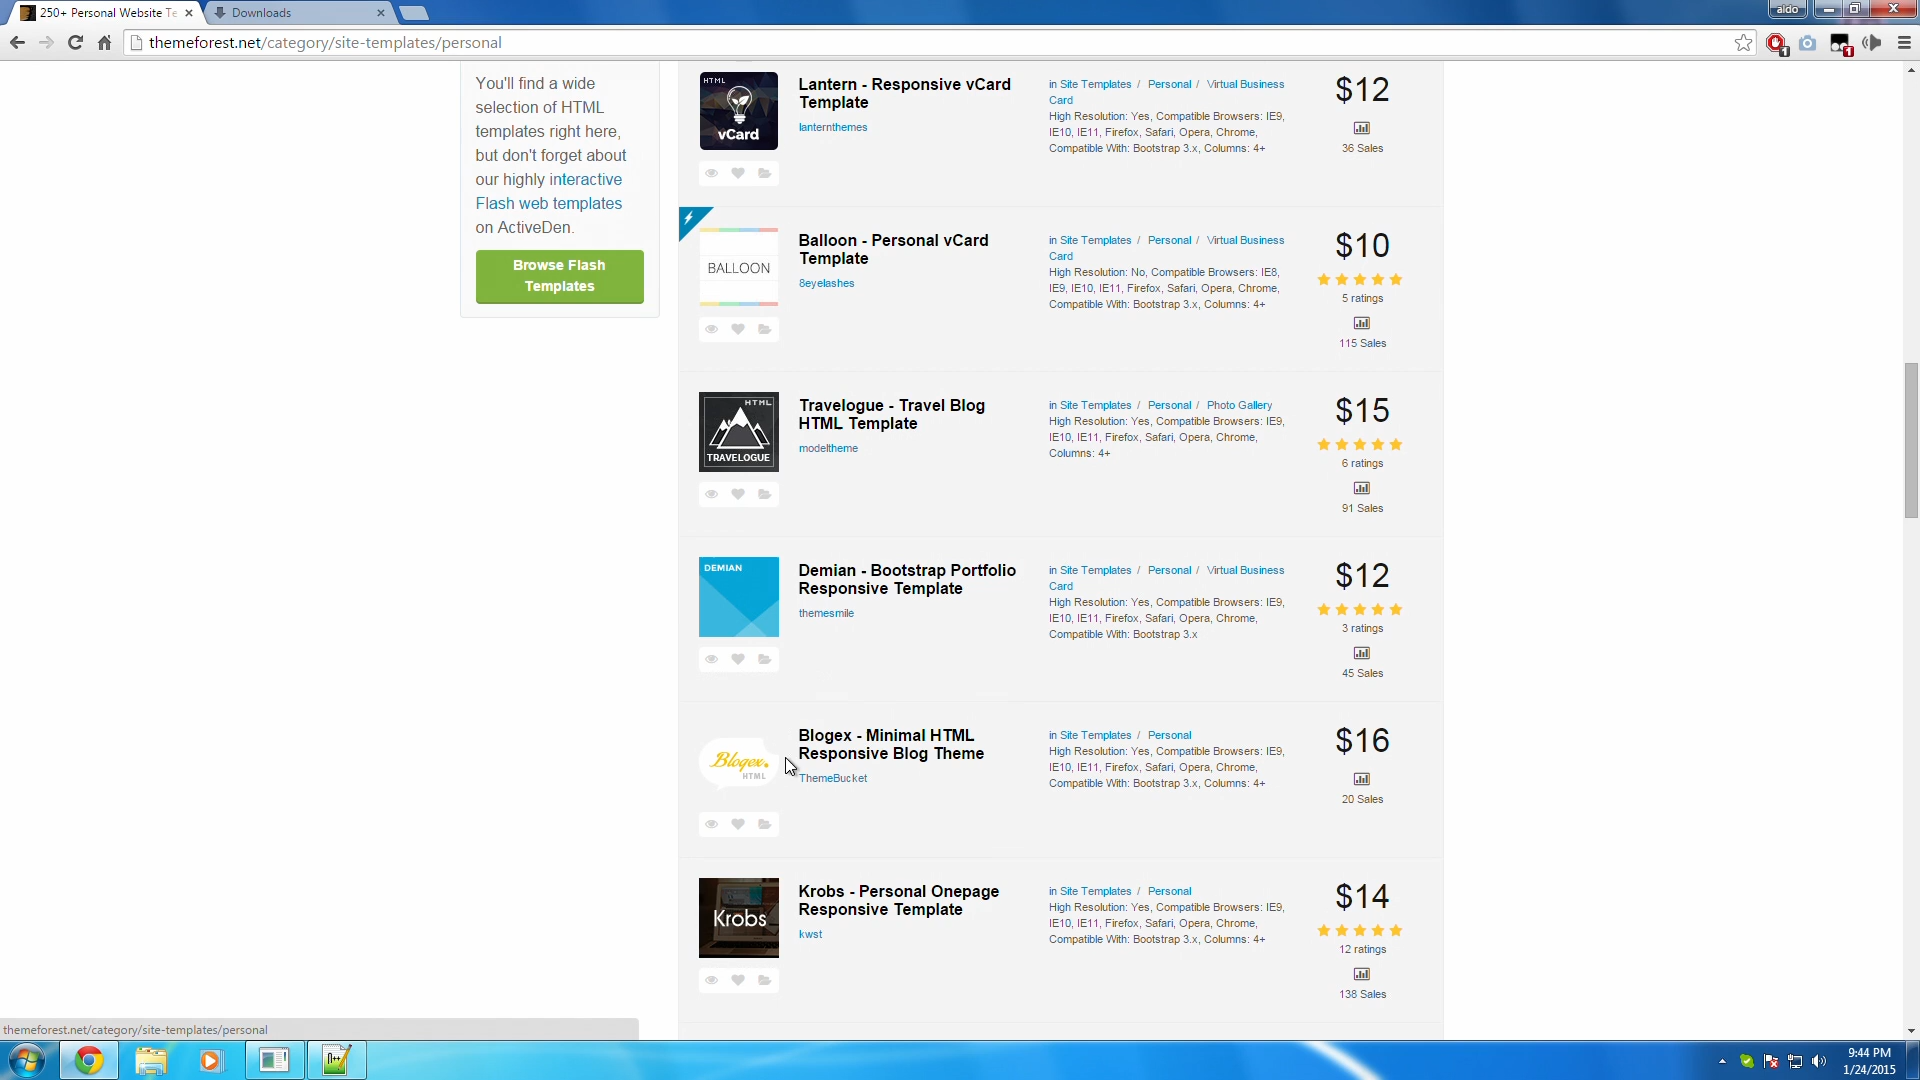 250+ Personal Website Te
Downloads
aldo
themeforest.net/category/site-templates/personal
1
1
You'll find a wide
selection of HTML
templates right here,
but don't forget about
our highly interactive
Flash web templates
on ActiveDen.
Browse Flash
Templates
HTML
vCard
Lantern - Responsive vCard
Template
lanternthemes
in Site Templates / Personal / Virtual Business
Card
High Resolution: Yes, Compatible Browsers: IE9,
IE10, IE11, Firefox, Safari, Opera, Chrome,
Compatible With: Bootstrap 3.x, Columns: 4+
$12
36 Sales
BALLOON
Balloon - Personal vCard
Template
8eyelashes
in Site Templates / Personal / Virtual Business
Card
High Resolution: No, Compatible Browsers: IE8,
IE9, IE10, IE11, Firefox, Safari, Opera, Chrome,
Compatible With: Bootstrap 3.x, Columns: 4+
$10
5 ratings
115 Sales
HTML
TRAVELOGUE
Travelogue - Travel Blog
HTML Template
modeltheme
in Site Templates / Personal / Photo Gallery
High Resolution: Yes, Compatible Browsers: IE9,
IE10, IE11, Firefox, Safari, Opera, Chrome,
Columns: 4+
$15
6 ratings
91 Sales
DEMIAN
Demian - Bootstrap Portfolio
Responsive Template
themesmile
in Site Templates / Personal / Virtual Business
Card
High Resolution: Yes, Compatible Browsers: IE9,
IE10, IE11, Firefox, Safari, Opera, Chrome,
Compatible With: Bootstrap 3.x
$12
3 ratings
45 Sales
Blogex.
HTML
Blogex - Minimal HTML
Responsive Blog Theme
ThemeBucket
in Site Templates / Personal
High Resolution: Yes, Compatible Browsers: IE9,
IE10, IE11, Firefox, Safari, Opera, Chrome,
Compatible With: Bootstrap 3.x, Columns: 4+
$16
20 Sales
Krobs
Krobs - Personal Onepage
Responsive Template
kwst
in Site Templates / Personal
High Resolution: Yes, Compatible Browsers: IE9,
IE10, IE11, Firefox, Safari, Opera, Chrome,
Compatible With: Bootstrap 3.x, Columns: 4+
$14
12 ratings
138 Sales
themeforest.net/category/site-templates/personal
9:44 PM
1/24/2015